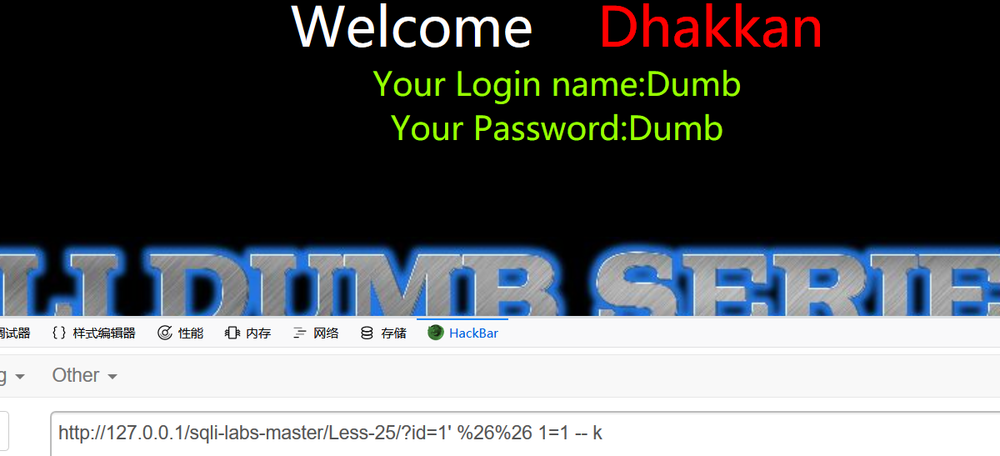 Welcome Dhakkan
Your Login name:Dumb
Your Password:Dumb
LI DUMB SERIE
调试器 { } 样式编辑器 性能 内存 网络 存储 HackBar
g Other
http://127.0.0.1/sqli-labs-master/Less-25/?id=1' %26%26 1=1 -- k